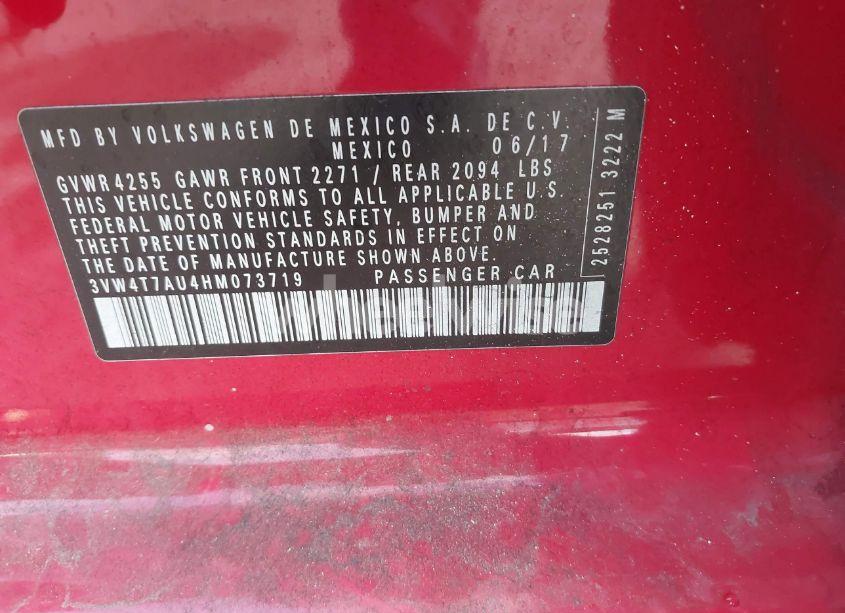 MFD BY VOLKSWAGEN DE MEXICO S.A. DE C.V.
MEXICO 06/17
GVWR 4255 GAWR FRONT 2271 / REAR 2094 LBS
THIS VEHICLE CONFORMS TO ALL APPLICABLE U.S.
FEDERAL MOTOR VEHICLE SAFETY, BUMPER AND
THEFT PREVENTION STANDARDS IN EFFECT ON
THE DATE OF MANUFACTURE SHOWN ABOVE.
3VW4T7AU4HM073719 PASSENGER CAR
2528251 3222 M